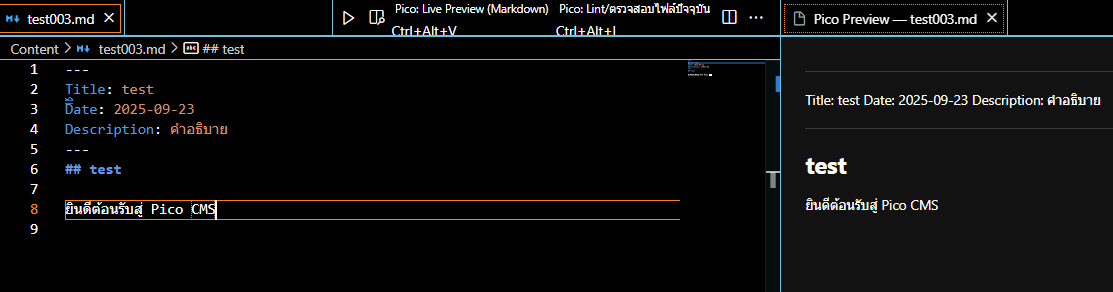 test003.md
Pico: Live Preview (Markdown)
Ctrl+Alt+V
Pico: Lint/ตรวจสอบไฟล์ปัจจุบัน
Ctrl+Alt+L
Pico Preview — test003.md
Content > test003.md > ## test
1 ---
2 Title: test
3 Date: 2025-09-23
4 Description: คำอธิบาย
5 ---
6 ## test
7
8 ยินดีต้อนรับสู่ Pico CMS
9
Title: test Date: 2025-09-23 Description: คำอธิบาย
test
ยินดีต้อนรับสู่ Pico CMS